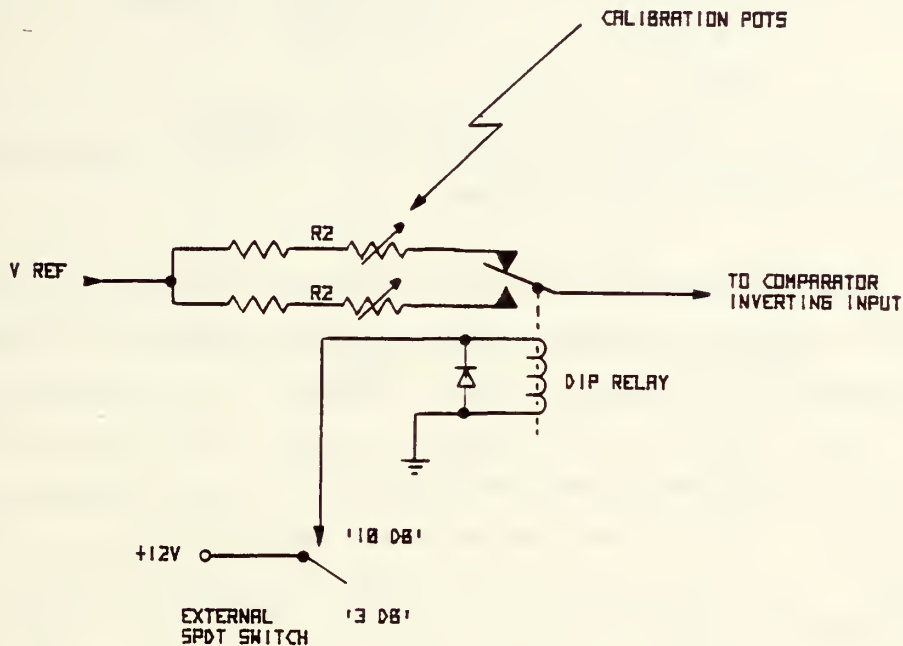 CALIBRATION POTS
R2
V REF
R2
TO COMPARATOR
INVERTING INPUT
DIP RELAY
'10 DB'
+12V
'3 DB'
EXTERNAL
SPDT SWITCH